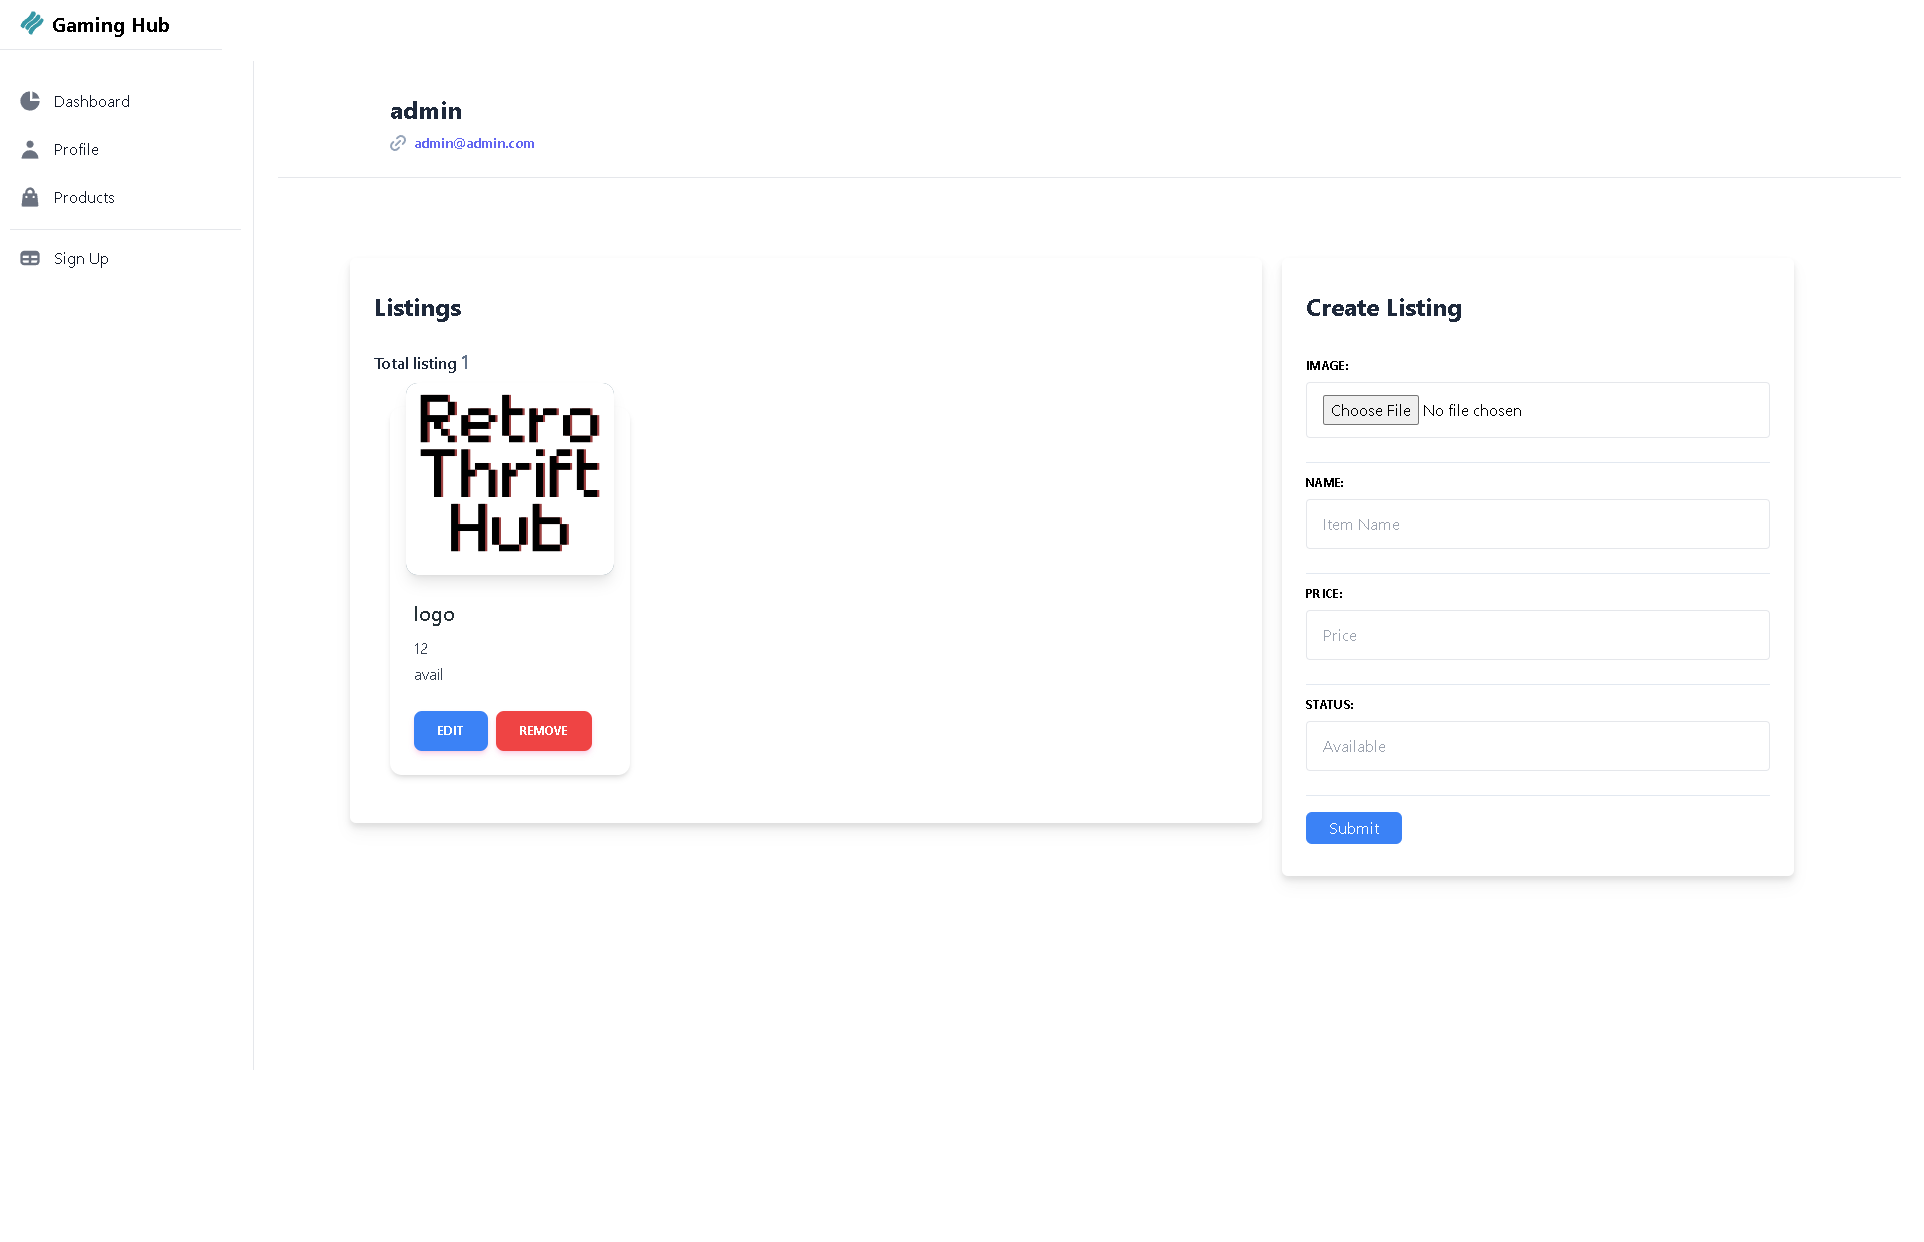 Gaming Hub
Dashboard
Profile
Products
Sign Up
admin
admin@admin.com
Listings
Total listing 1
Retro
Thrift
Hub
logo
12
avail
EDIT REMOVE
Create Listing
IMAGE:
Choose File No file chosen
NAME:
Item Name
PRICE:
Price
STATUS:
Available
Submit